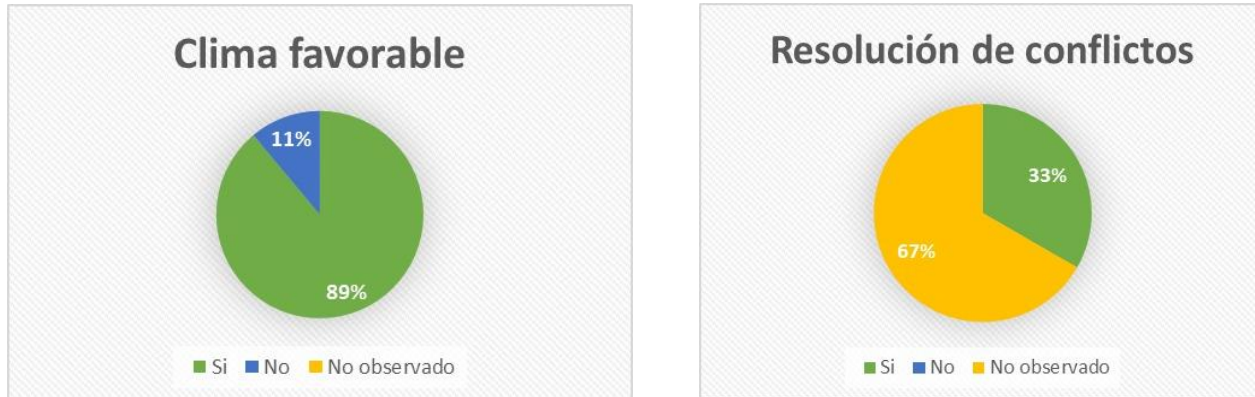 Clima favorable
11%
89%
Si No No observado
Resolución de conflictos
33%
67%
Si No No observado